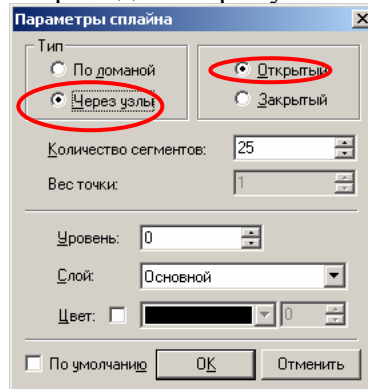 Параметры сплайна
Тип
По ломаной
Открытый
Через узлы
Закрытый
Количество сегментов: 25
Вес точки: 1
Уровень: 0
Слой: Основной
Цвет: 0
По умолчанию OK Отменить